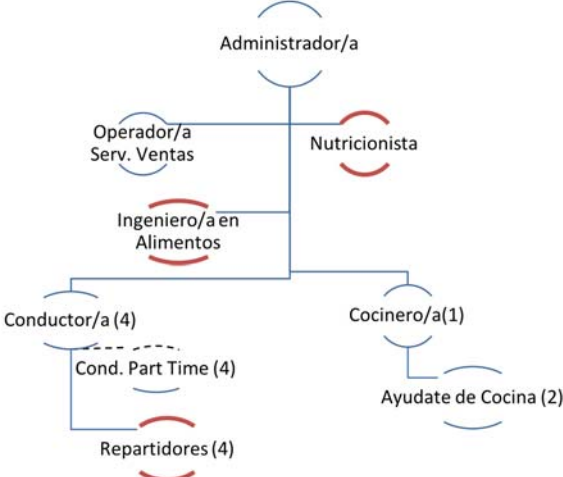 Administrador/a
Operador/a
Serv. Ventas
Nutricionista
Ingeniero/a en
Alimentos
Conductor/a (4)
Cocinero/a(1)
Cond. Part Time (4)
Ayudate de Cocina (2)
Repartidores (4)